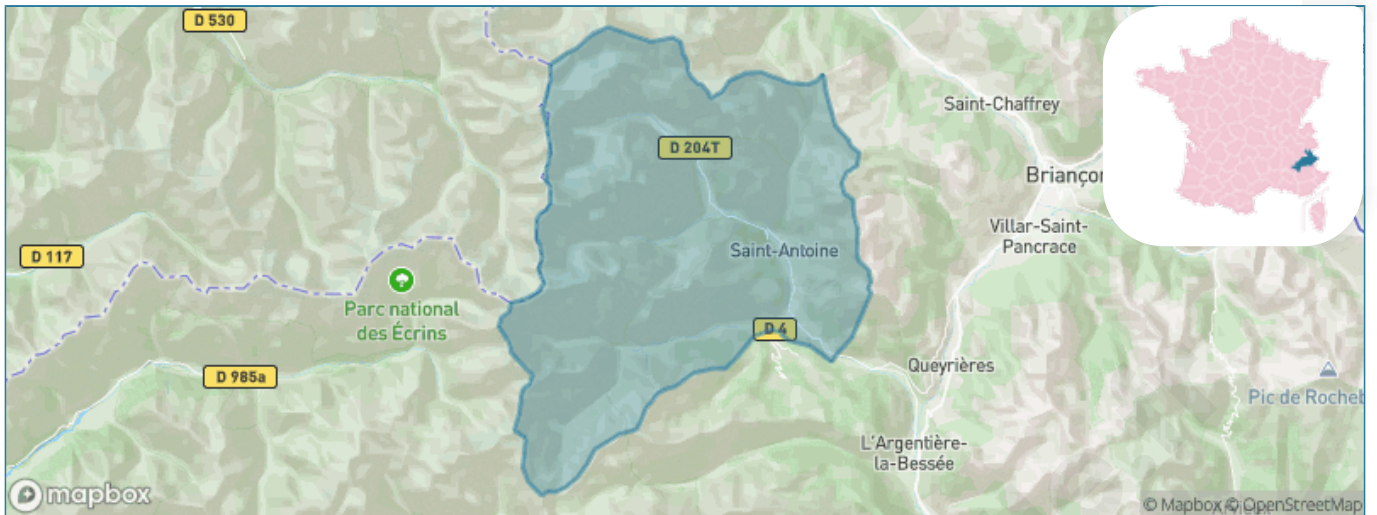 D 530
Saint-Chaffrey
D 204T
Briançon
Villar-Saint-
Pancrace
Saint-Antoine
D 117
Parc national
des Écrins
D 4
D 985a
Queyrières
Pic de Rocheb
L'Argentière-
la-Bessée
mapbox
© Mapbox © OpenStreetMap